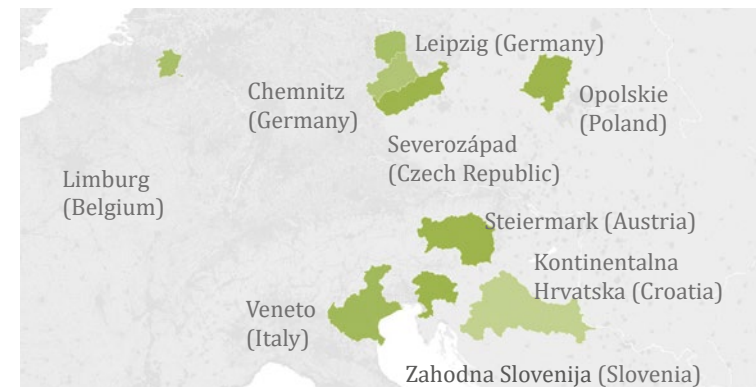 Leipzig (Germany)
Chemnitz
(Germany)
Opolskie
(Poland)
Severozápad
(Czech Republic)
Limburg
(Belgium)
Steiermark (Austria)
Kontinentalna
Hrvatska (Croatia)
Veneto
(Italy)
Zahodna Slovenija (Slovenia)